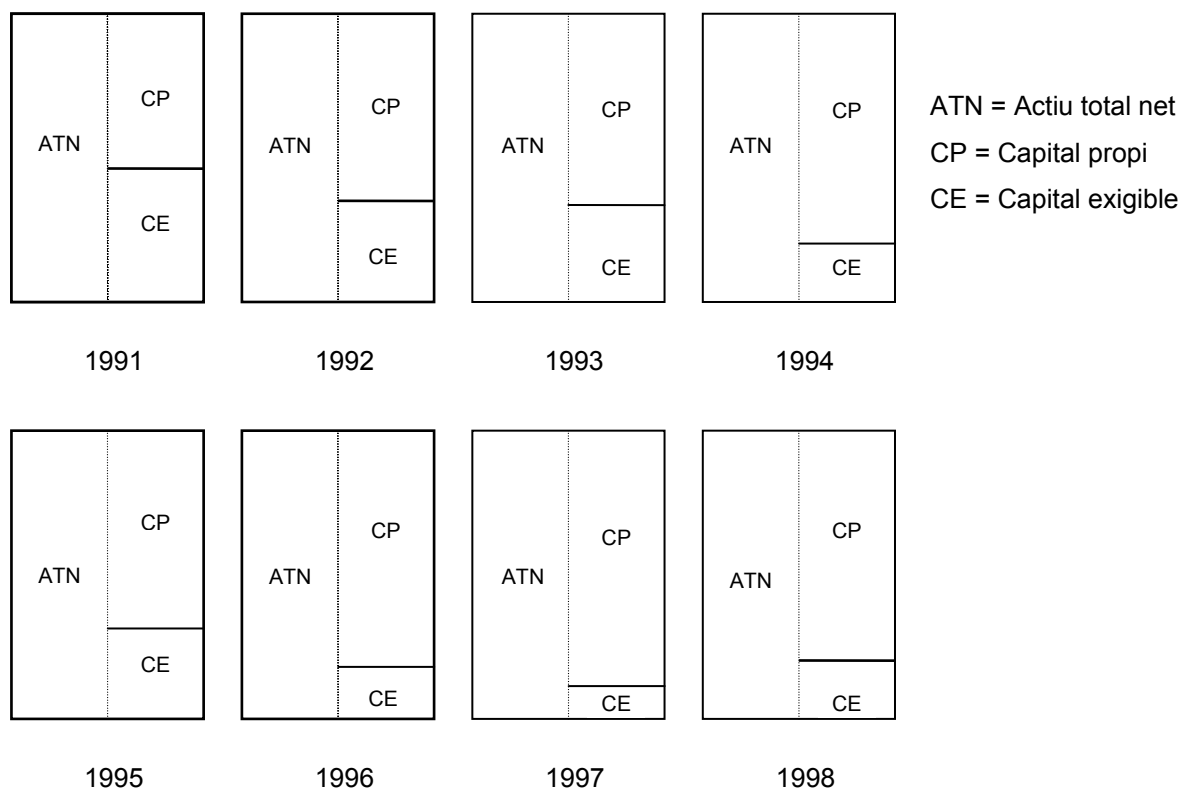 ATN
CP
CE
1991
ATN
CP
CE
1992
ATN
CP
CE
1993
ATN
CP
CE
1994
ATN = Actiu total net
CP = Capital propi
CE = Capital exigible
ATN
CP
CE
1995
ATN
CP
CE
1996
ATN
CP
CE
1997
ATN
CP
CE
1998